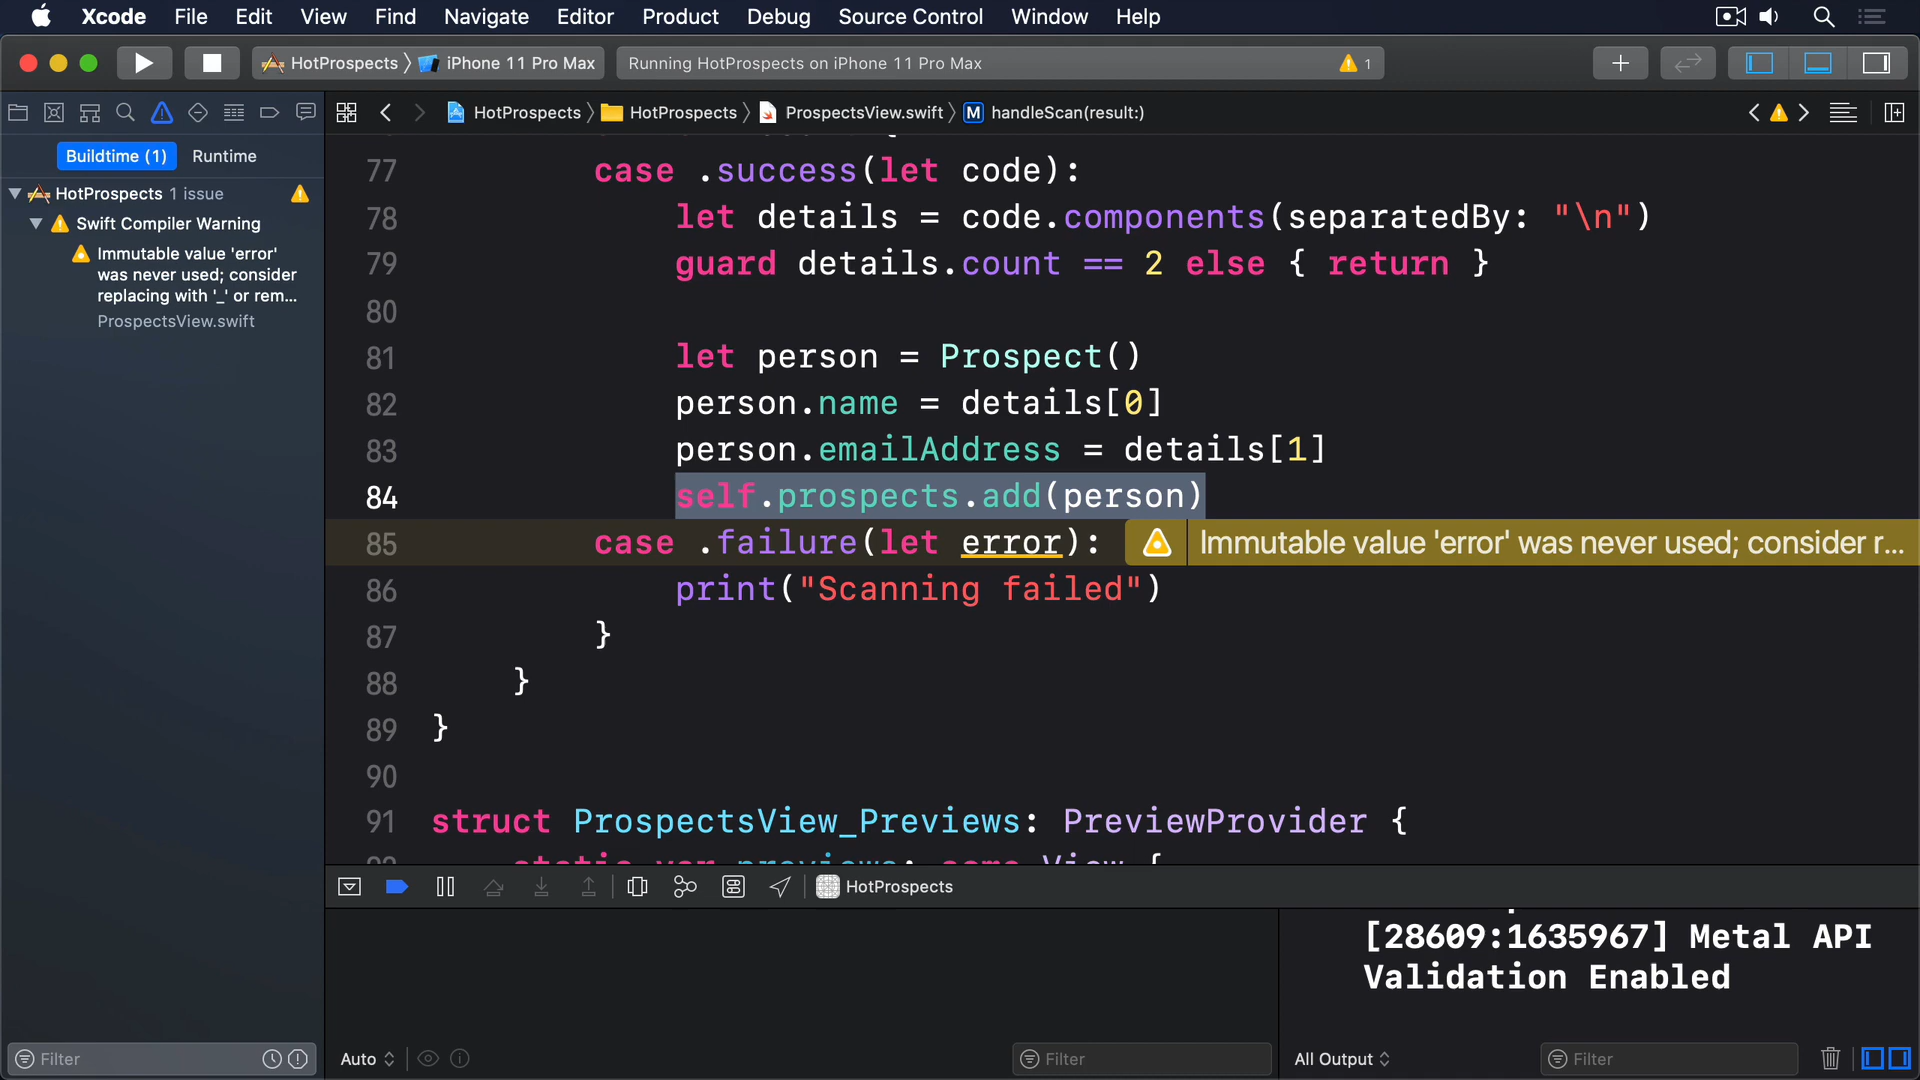 Xcode File Edit View Find Navigate Editor Product Debug Source Control Window Help
HotProspects iPhone 11 Pro Max Running HotProspects on iPhone 11 Pro Max 1
HotProspects HotProspects ProspectsView.swift M handleScan(result:)
Buildtime (1) Runtime
HotProspects 1 issue
Swift Compiler Warning
Immutable value 'error'
was never used; consider
replacing with '_' or rem...
ProspectsView.swift
77 case .success(let code):
78 let details = code.components(separatedBy: "\n")
79 guard details.count == 2 else { return }
80
81 let person = Prospect()
82 person.name = details[0]
83 person.emailAddress = details[1]
84 self.prospects.add(person)
85 case .failure(let error): Immutable value 'error' was never used; consider r...
86 print("Scanning failed")
87 }
88 }
89 }
90
91 struct ProspectsView_Previews: PreviewProvider {
HotProspects
[28609:1635967] Metal API
Validation Enabled
Filter Auto Filter All Output Filter